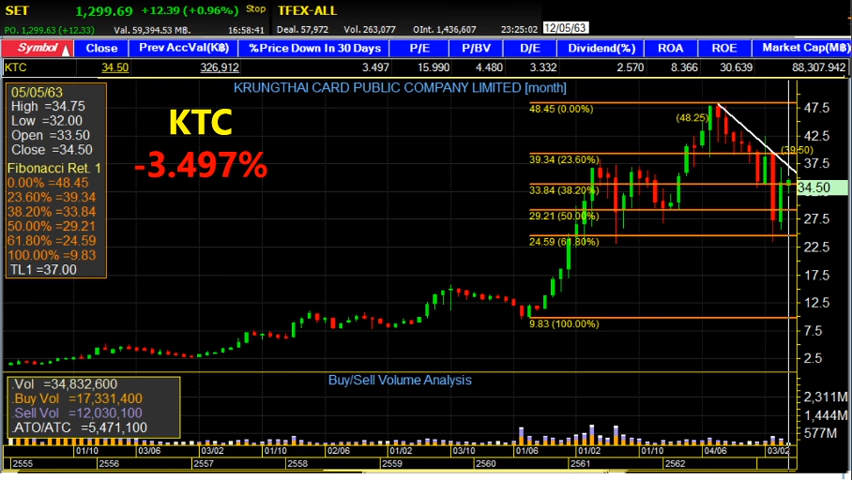 SET 1,299.69 +12.39 (+0.96%) Stop TFEX-ALL
PO. 1,299.63 (+12.33) Val. 59,394.53 MB. 16:58:41 Deal. 57,972 Vol. 263,077 OInt. 1,436,607 23:25:02 12/05/63
Symbol Close Prev AccVal(K฿) %Price Down In 30 Days P/E P/BV D/E Dividend(%) ROA ROE Market Cap(M฿)
KTC 34.50 326,912 3.497 15.990 4.480 3.332 2.570 8.366 30.639 88,307.942
KRUNGTHAI CARD PUBLIC COMPANY LIMITED [month]
05/05/63
High = 34.75
Low = 32.00
Open = 33.50
Close = 34.50
Fibonacci Ret. 1
0.00% = 48.45
23.60% = 39.34
38.20% = 33.84
50.00% = 29.21
61.80% = 24.59
100.00% = 9.83
TL1 = 37.00
KTC
-3.497%
48.45 (0.00%)
(48.25)
39.34 (23.60%)
(39.50)
33.84 (38.20%)
29.21 (50.00%)
24.59 (61.80%)
9.83 (100.00%)
47.5
42.5
37.5
34.50
27.5
22.5
17.5
12.5
7.5
2.5
Buy/Sell Volume Analysis
.Vol =34,832,600
.Buy Vol =17,331,400
.Sell Vol =12,030,100
.ATO/ATC =5,471,100
2,311M
1,444M
577M
01/10 03/06 03/02 01/10 02/06 03/02 03/10 01/06 01/02 01/10 04/06 03/02
2555 2556 2557 2558 2559 2560 2561 2562